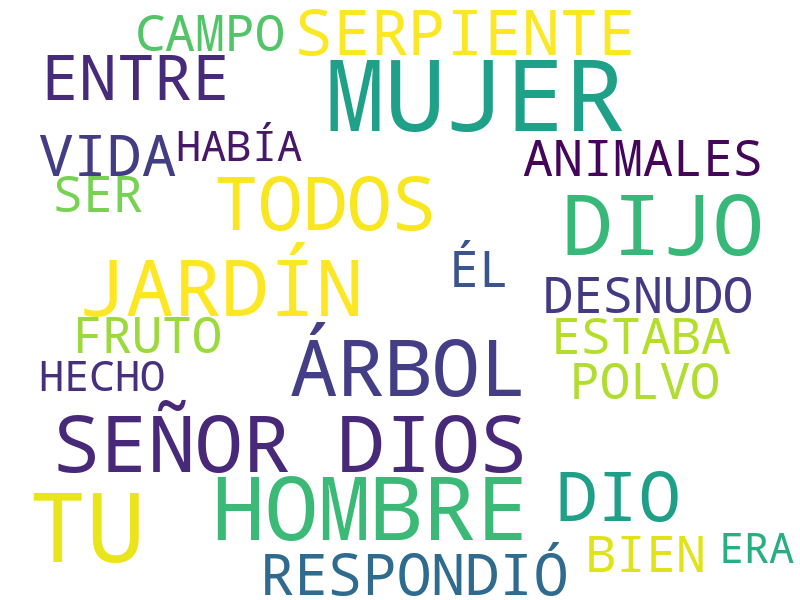 CAMPO SERPIENTE
ENTRE MUJER
VIDA HABÍA ANIMALES
SER TODOS DIJO
JARDÍN ÉL DESNUDO
FRUTO ESTABA
HECHO ÁRBOL POLVO
SEÑOR DIOS
TU HOMBRE DIO
RESPONDIÓ BIEN ERA